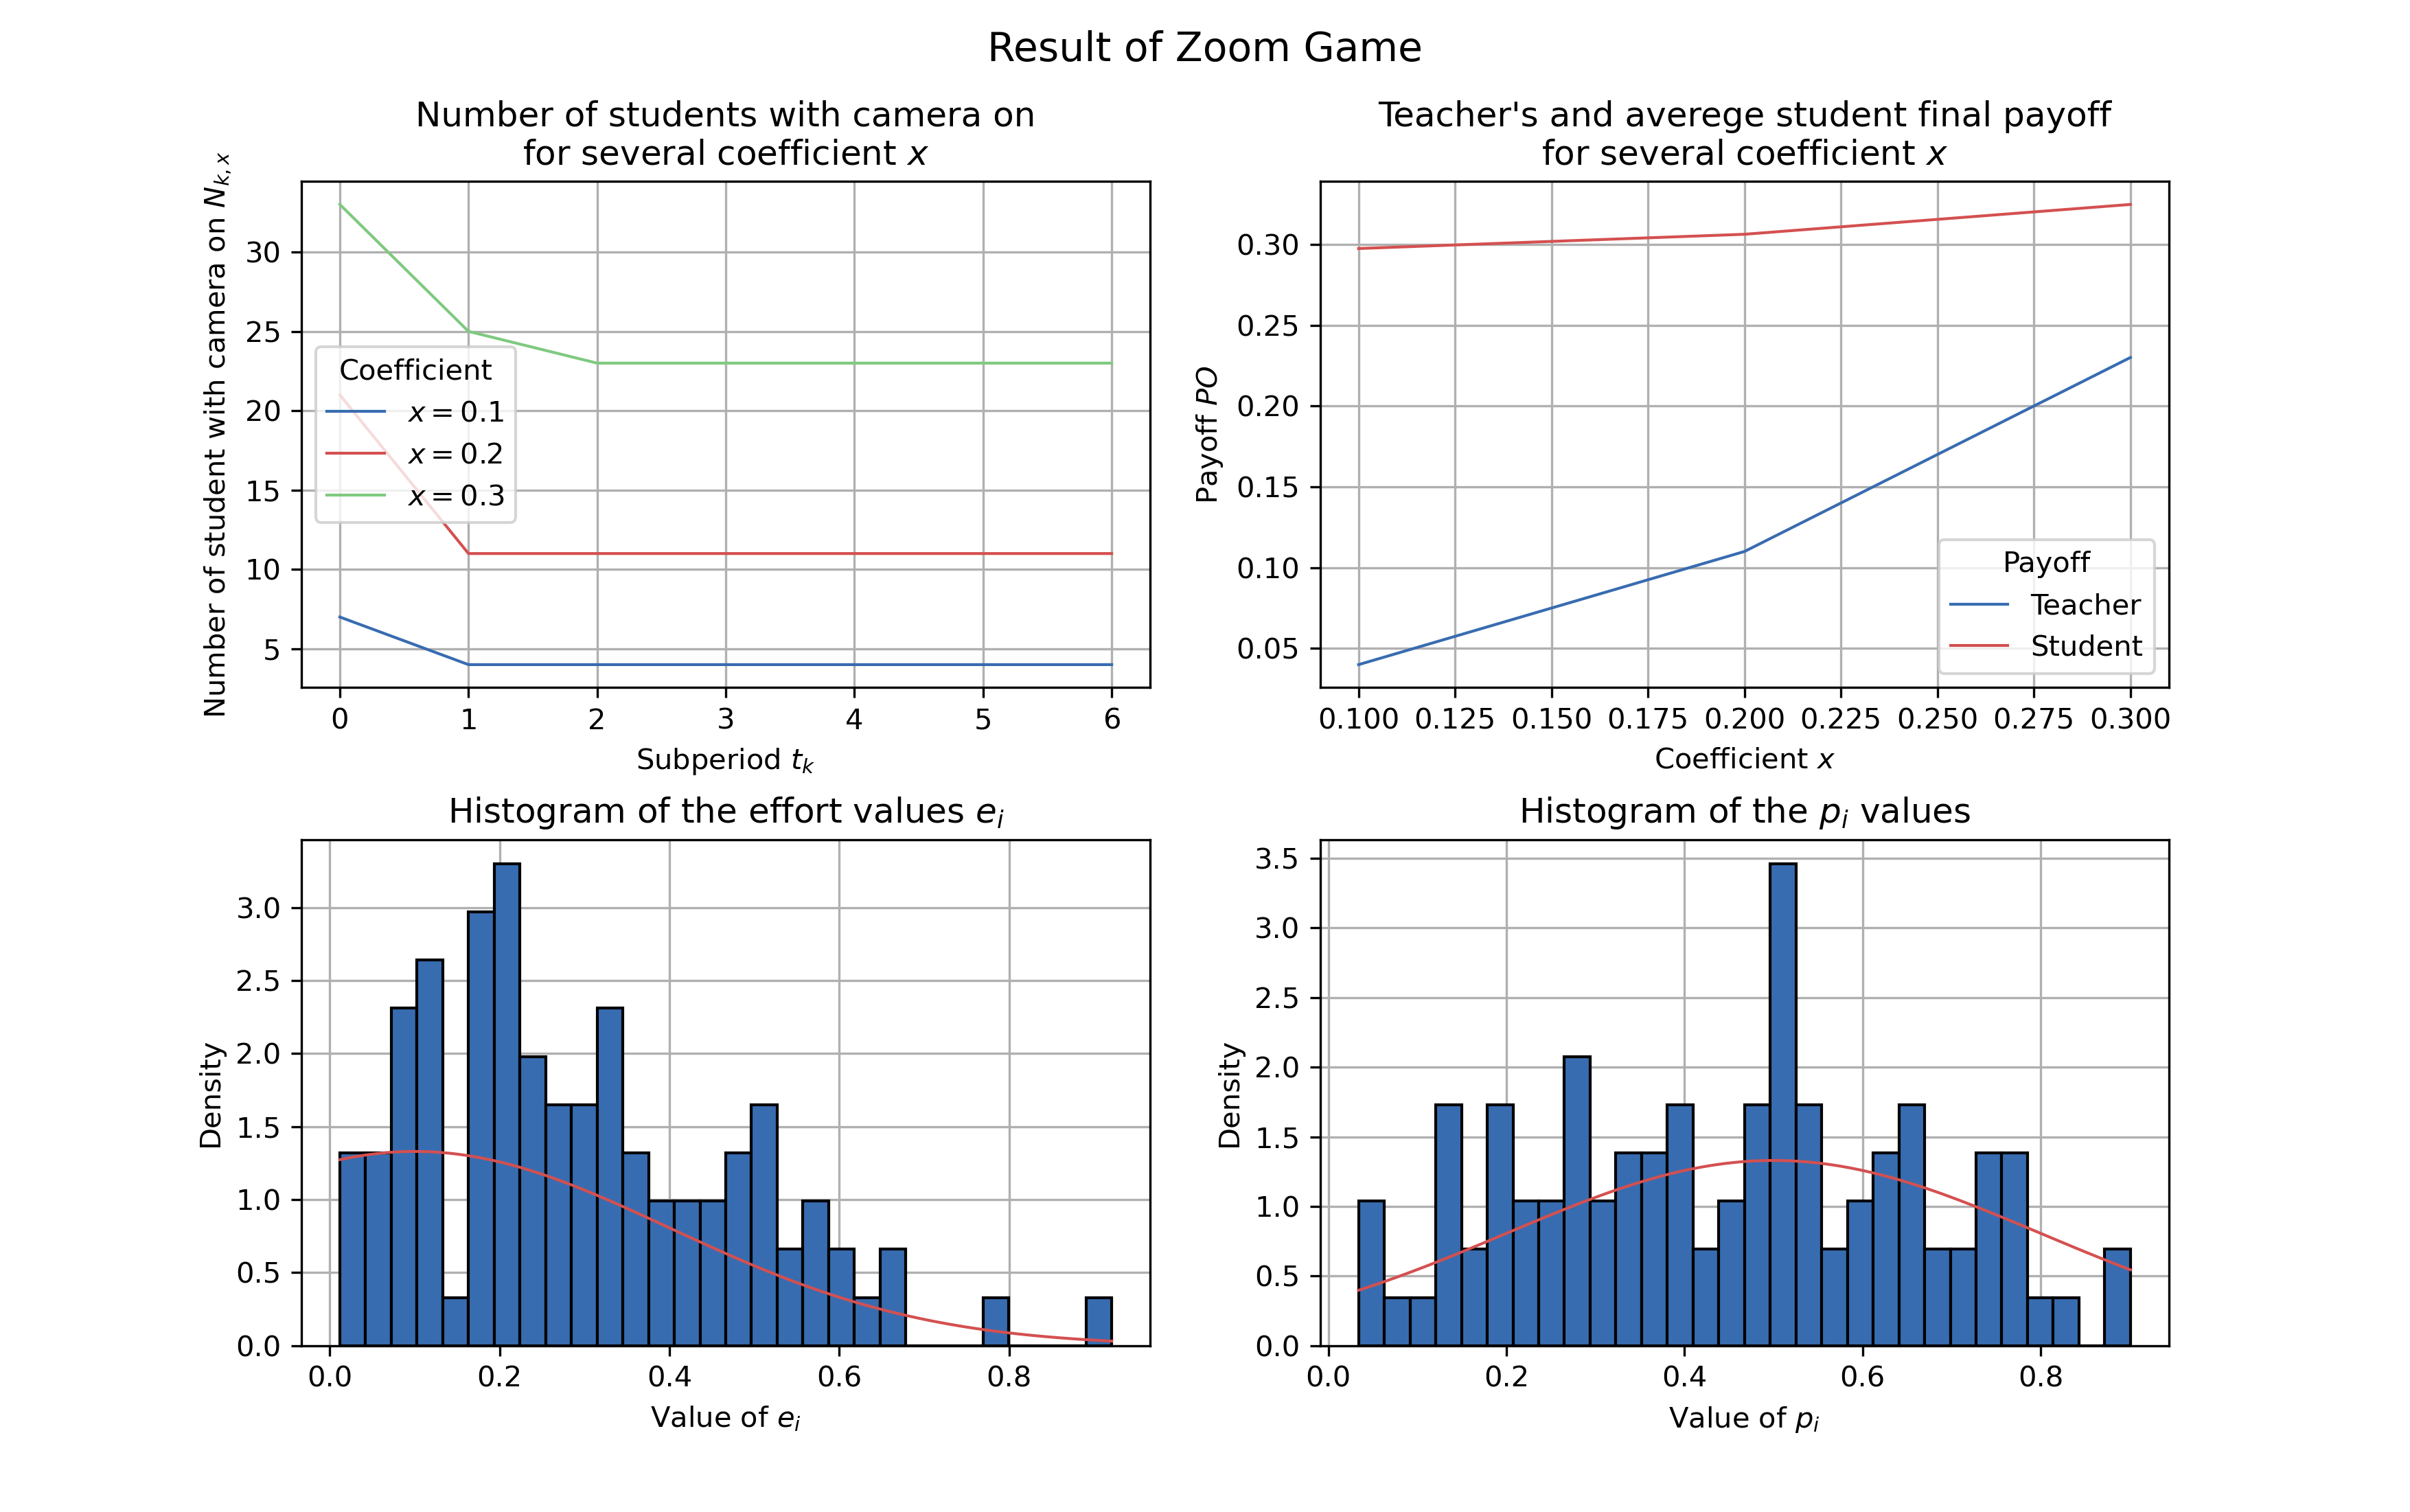 Result of Zoom Game
Number of students with camera on
for several coefficient x
Number of student with camera on N_{k,x}
30
25
20
15
10
5
Coefficient
x = 0.1
x = 0.2
x = 0.3
0 1 2 3 4 5 6
Subperiod t_k
Teacher's and averege student final payoff
for several coefficient x
Payoff PO
0.30
0.25
0.20
0.15
0.10
0.05
Payoff
Teacher
Student
0.100 0.125 0.150 0.175 0.200 0.225 0.250 0.275 0.300
Coefficient x
Histogram of the effort values e_i
Density
3.0
2.5
2.0
1.5
1.0
0.5
0.0
0.0 0.2 0.4 0.6 0.8
Value of e_i
Histogram of the p_i values
Density
3.5
3.0
2.5
2.0
1.5
1.0
0.5
0.0
0.0 0.2 0.4 0.6 0.8
Value of p_i